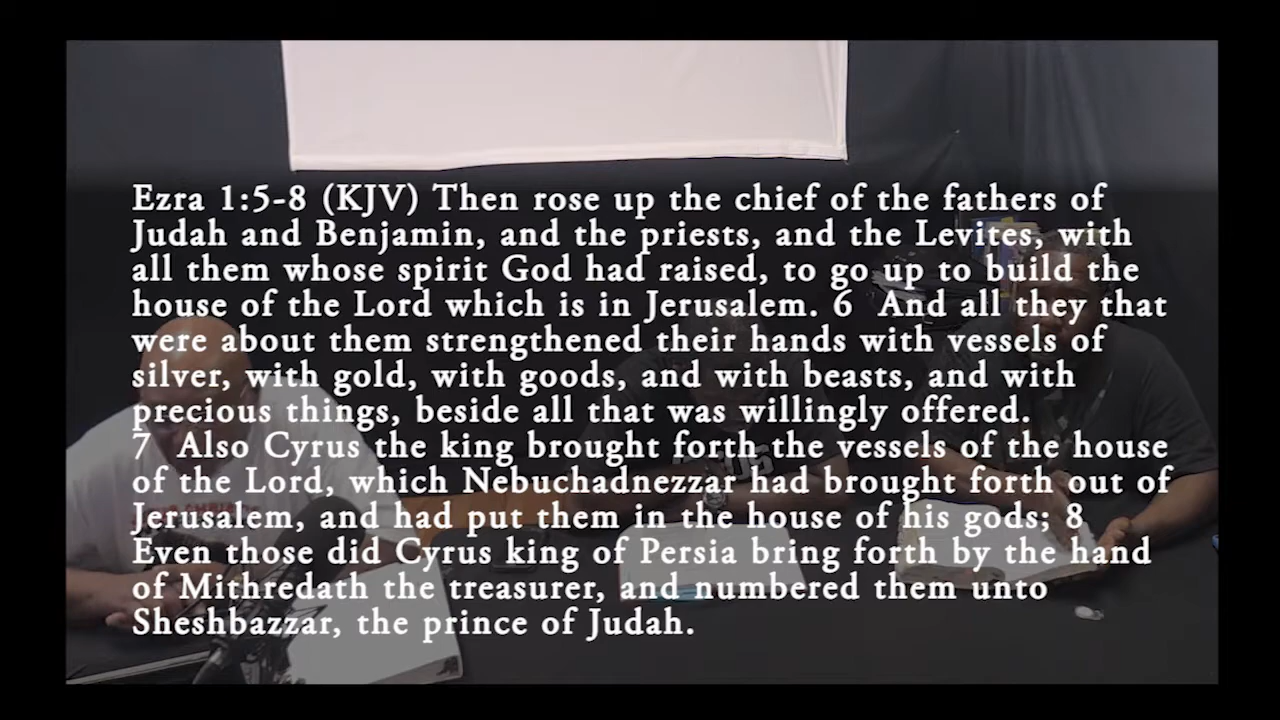 Ezra 1:5-8 (KJV) Then rose up the chief of the fathers of
Judah and Benjamin, and the priests, and the Levites, with
all them whose spirit God had raised, to go up to build the
house of the Lord which is in Jerusalem. 6 And all they that
were about them strengthened their hands with vessels of
silver, with gold, with goods, and with beasts, and with
precious things, beside all that was willingly offered.
7 Also Cyrus the king brought forth the vessels of the house
of the Lord, which Nebuchadnezzar had brought forth out of
Jerusalem, and had put them in the house of his gods; 8
Even those did Cyrus king of Persia bring forth by the hand
of Mithredath the treasurer, and numbered them unto
Sheshbazzar, the prince of Judah.